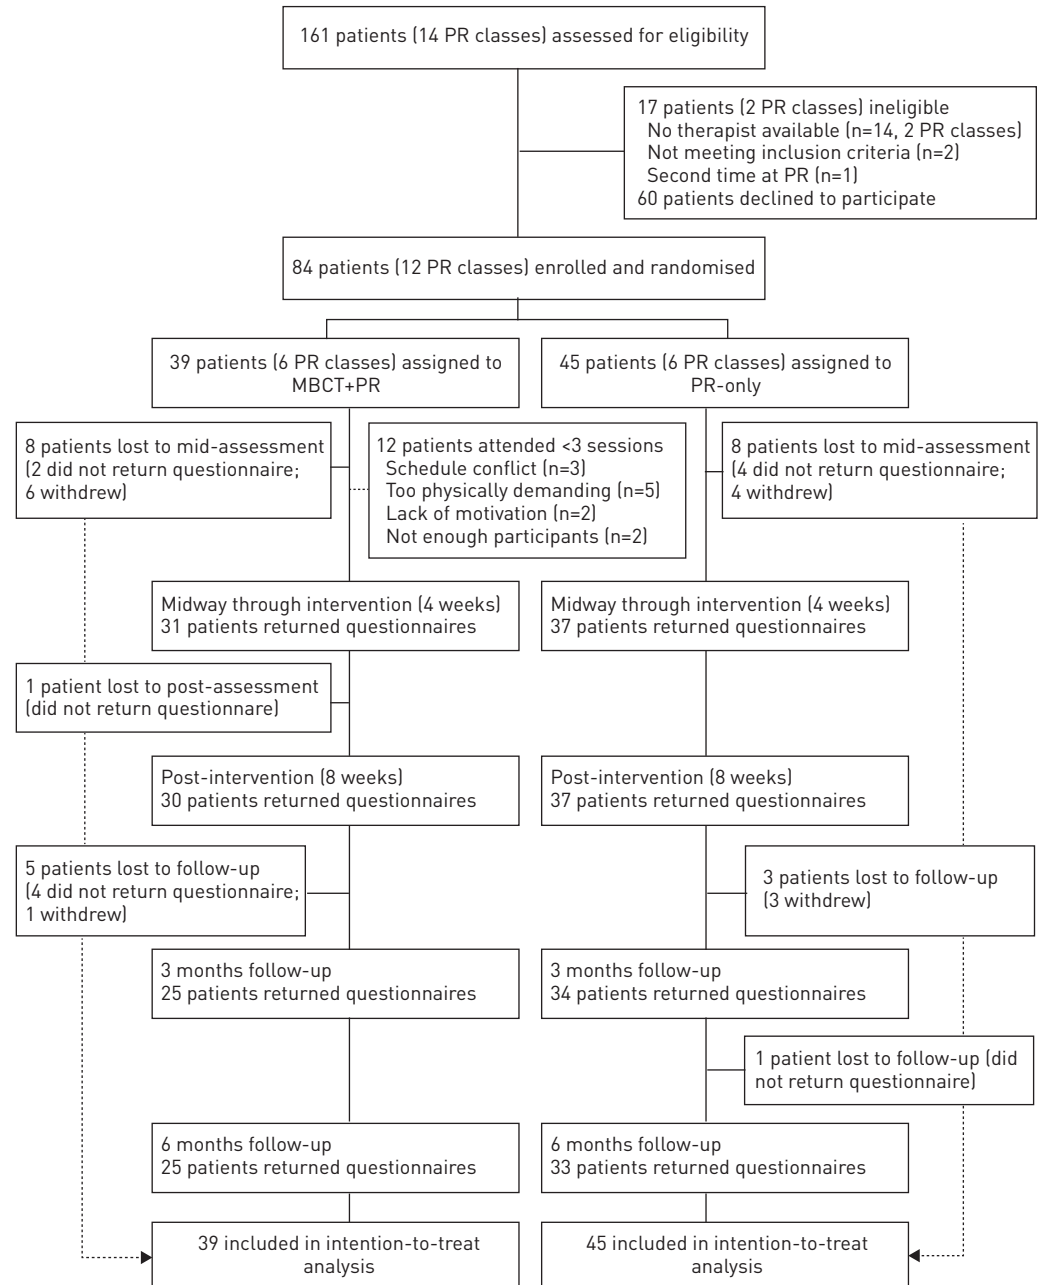 161 patients (14 PR classes) assessed for eligibility
17 patients (2 PR classes) ineligible
No therapist available (n=14, 2 PR classes)
Not meeting inclusion criteria (n=2)
Second time at PR (n=1)
60 patients declined to participate
84 patients (12 PR classes) enrolled and randomised
39 patients (6 PR classes) assigned to
MBCT+PR
45 patients (6 PR classes) assigned to
PR-only
8 patients lost to mid-assessment
(2 did not return questionnaire;
6 withdrew)
12 patients attended <3 sessions
Schedule conflict (n=3)
Too physically demanding (n=5)
Lack of motivation (n=2)
Not enough participants (n=2)
8 patients lost to mid-assessment
(4 did not return questionnaire;
4 withdrew)
Midway through intervention (4 weeks)
31 patients returned questionnaires
Midway through intervention (4 weeks)
37 patients returned questionnaires
1 patient lost to post-assessment
(did not return questionnare)
Post-intervention (8 weeks)
30 patients returned questionnaires
Post-intervention (8 weeks)
37 patients returned questionnaires
5 patients lost to follow-up
(4 did not return questionnaire;
1 withdrew)
3 patients lost to follow-up
(3 withdrew)
3 months follow-up
25 patients returned questionnaires
3 months follow-up
34 patients returned questionnaires
1 patient lost to follow-up (did
not return questionnaire)
6 months follow-up
25 patients returned questionnaires
6 months follow-up
33 patients returned questionnaires
39 included in intention-to-treat
analysis
45 included in intention-to-treat
analysis